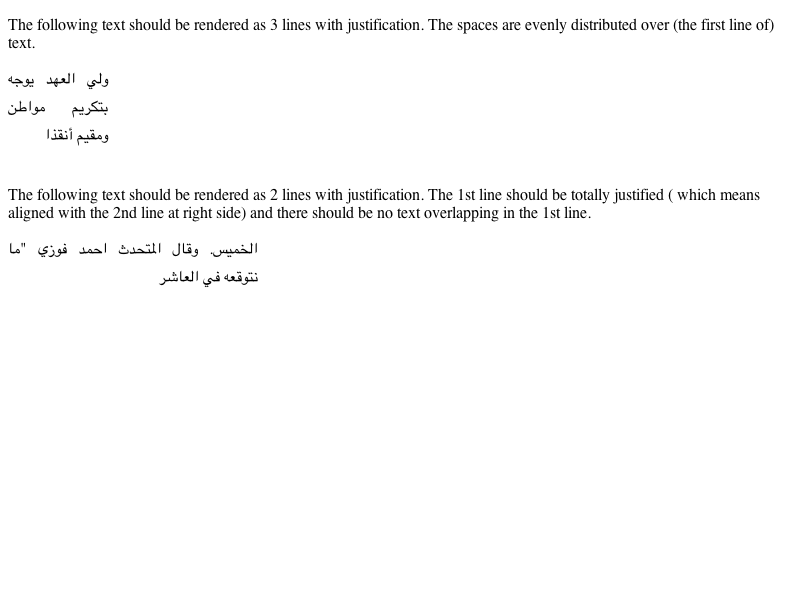 The following text should be rendered as 3 lines with justification. The spaces are evenly distributed over (the first line of)
text.
ولي العهد يوجه
بتكريم مواطن
ومقيم أنقذا
The following text should be rendered as 2 lines with justification. The 1st line should be totally justified ( which means
aligned with the 2nd line at right side) and there should be no text overlapping in the 1st line.
الخميس. وقال المتحدث احمد فوزي "ما
نتوقعه في العاشر